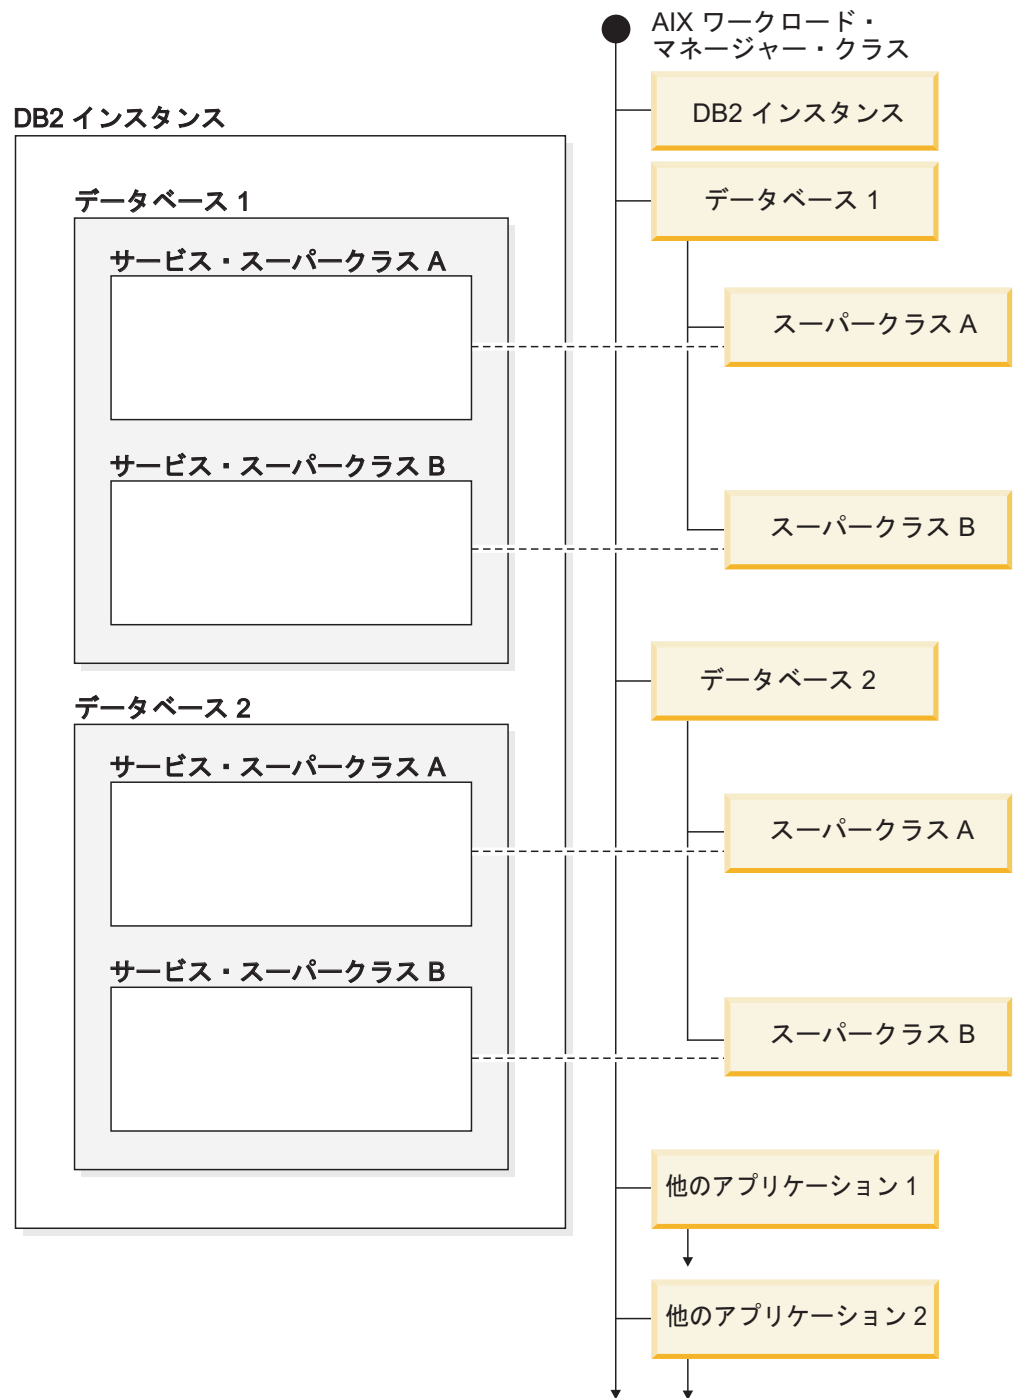 AIX ワークロード・
マネージャー・クラス
DB2 インスタンス
DB2 インスタンス
データベース 1
データベース 1
サービス・スーパークラス A
スーパークラス A
サービス・スーパークラス B
スーパークラス B
データベース 2
データベース 2
サービス・スーパークラス A
スーパークラス A
サービス・スーパークラス B
スーパークラス B
他のアプリケーション 1
他のアプリケーション 2